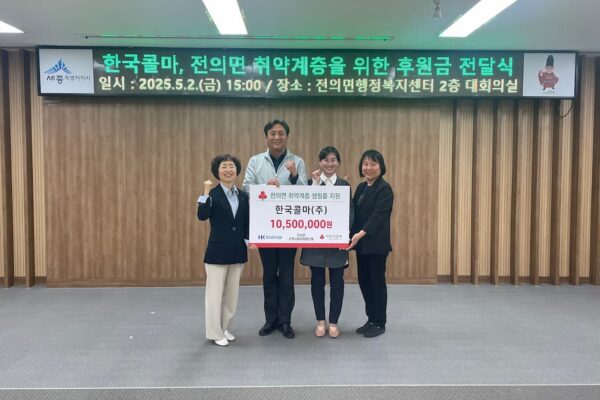 세종특별자치시
한국콜마, 전의면 취약계층을 위한 후원금 전달식
일시 : 2025.5.2.(금) 15:00 / 장소 : 전의면행정복지센터 2층 대회의실
전의면 취약계층 생필품 지원
한국콜마(주)
10,500,000원
HK kolmar